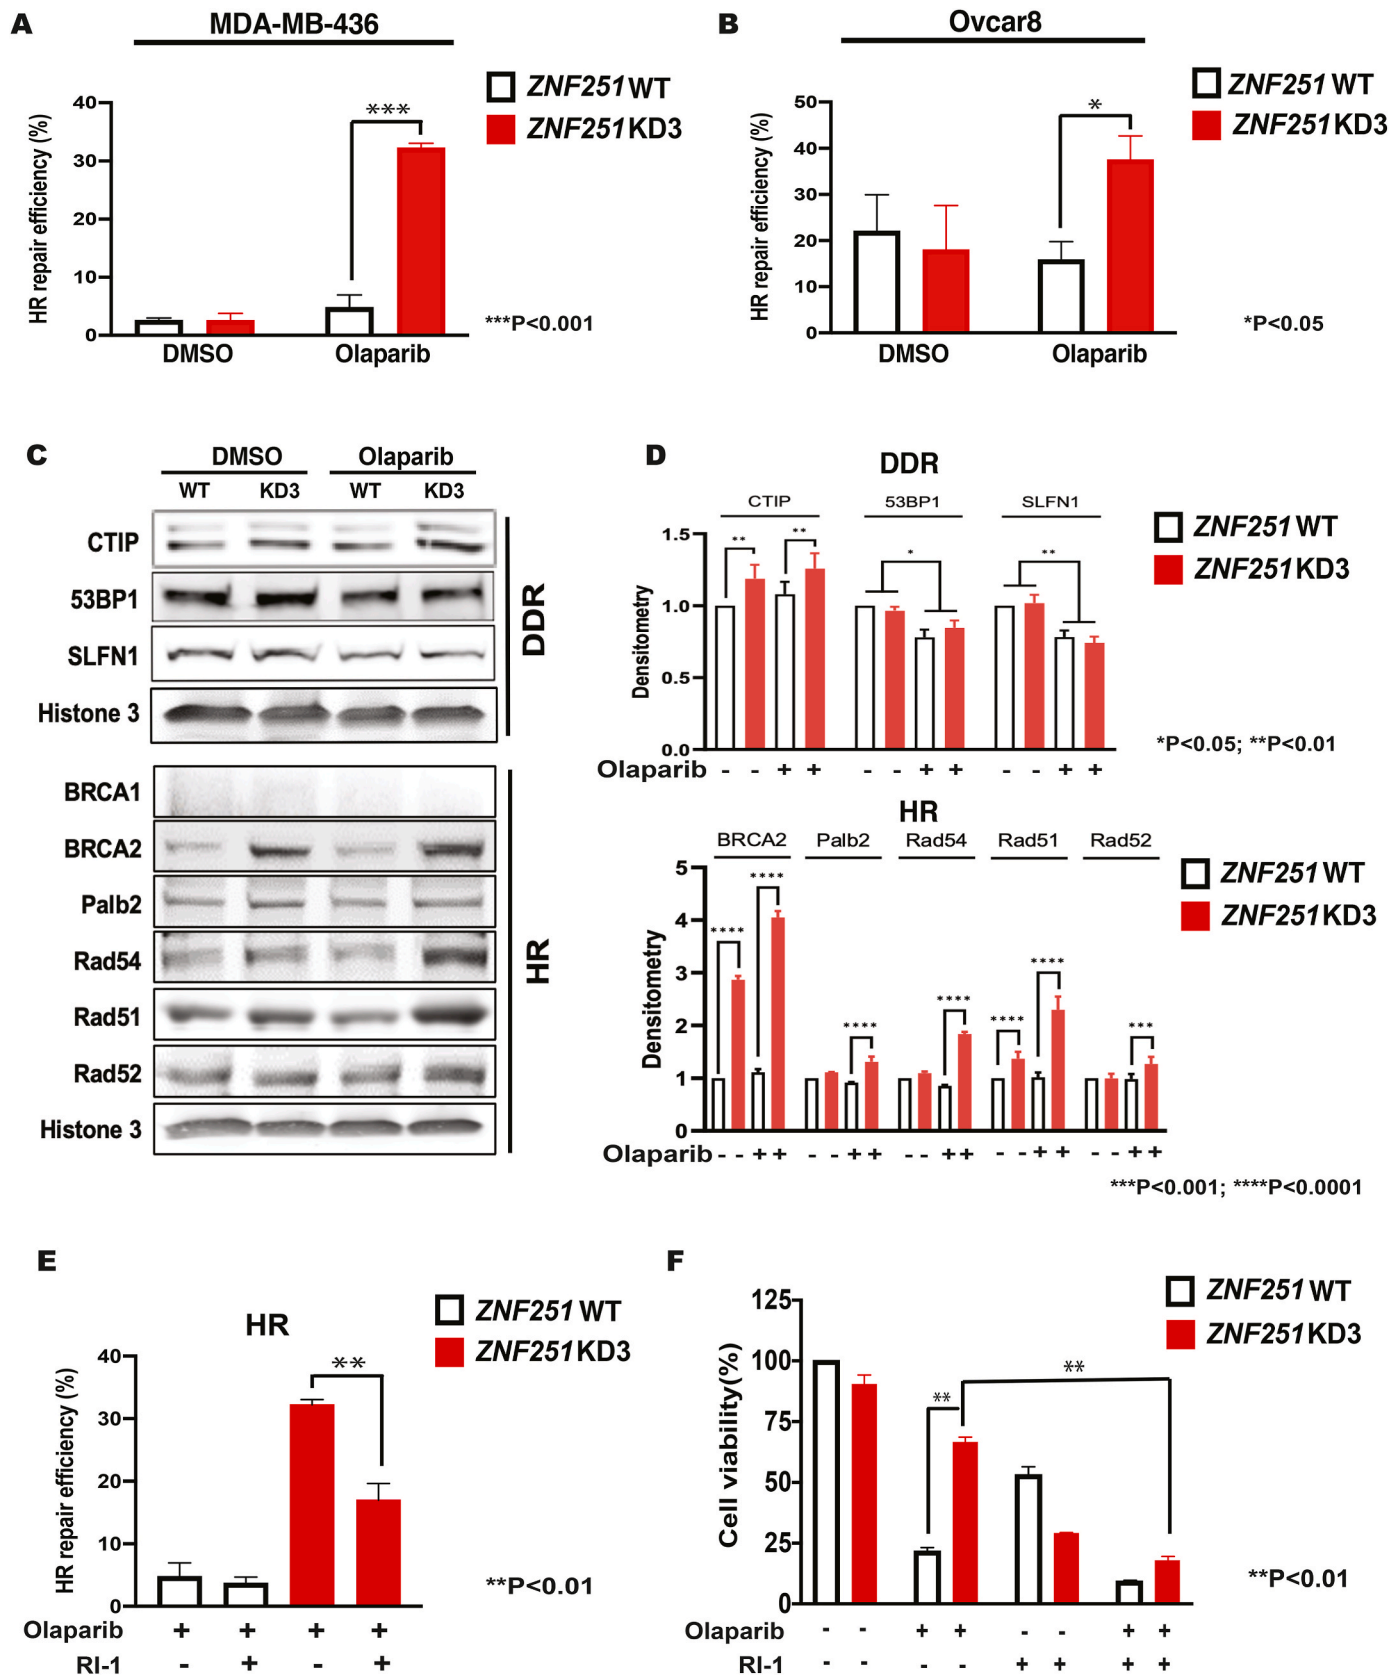 A
MDA-MB-436
ZNF251 WT
ZNF251 KD3
HR repair efficiency (%)
40
30
20
10
0
***
DMSO
Olaparib
***P<0.001
B
Ovcar8
ZNF251 WT
ZNF251 KD3
HR repair efficiency (%)
50
40
30
20
10
0
*
DMSO
Olaparib
*P<0.05
C
DMSO
Olaparib
WT
KD3
WT
KD3
CTIP
53BP1
SLFN1
Histone 3
DDR
BRCA1
BRCA2
Palb2
Rad54
Rad51
Rad52
Histone 3
HR
D
DDR
CTIP
53BP1
SLFN1
ZNF251 WT
ZNF251 KD3
Densitometry
1.5
1.0
0.5
0.0
**
**
*
**
Olaparib - - + + - - + + - - + +
*P<0.05; **P<0.01
HR
BRCA2
Palb2
Rad54
Rad51
Rad52
ZNF251 WT
ZNF251 KD3
Densitometry
5
4
3
2
1
0
****
****
****
****
****
****
***
Olaparib - - + + - - + + - - + + - - + + - - + +
***P<0.001; ****P<0.0001
E
HR
ZNF251 WT
ZNF251 KD3
HR repair efficiency (%)
40
30
20
10
0
**
**P<0.01
Olaparib + + + +
RI-1 - + - +
F
ZNF251 WT
ZNF251 KD3
Cell viability(%)
125
100
75
50
25
0
**
**
**P<0.01
Olaparib - - + + - - + +
RI-1 - - - - + + + +